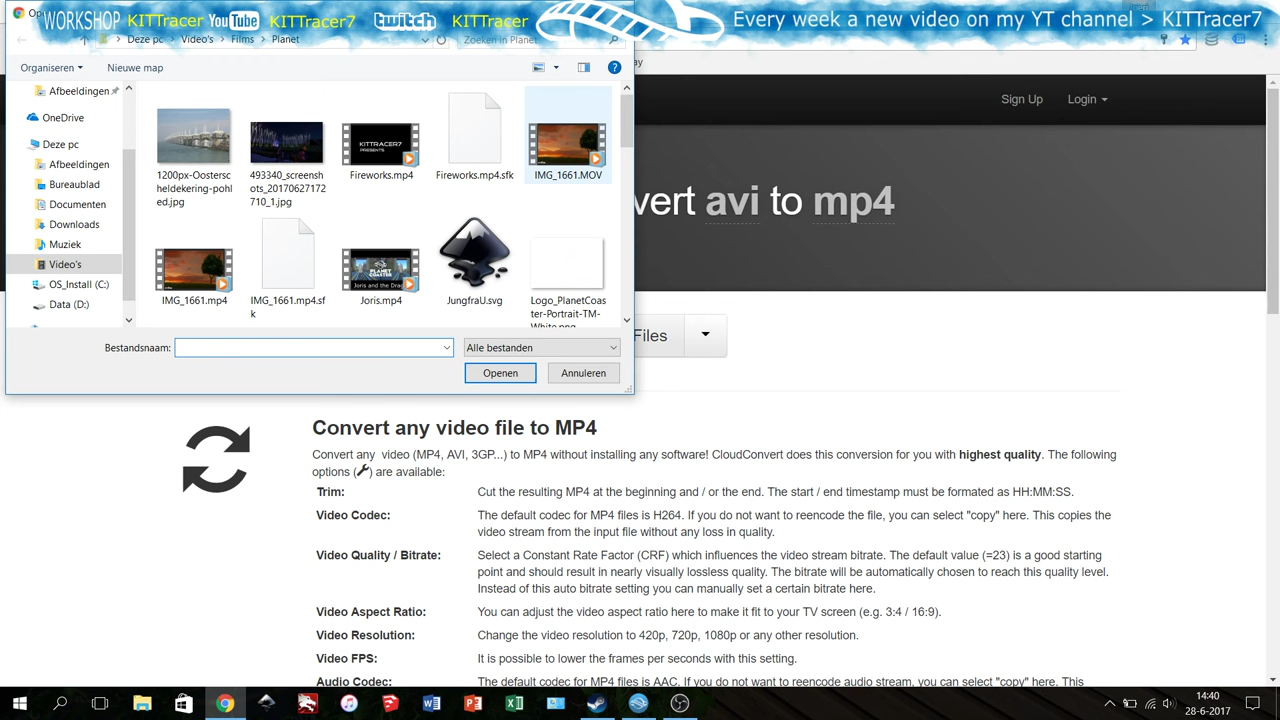 WORKSHOP KITTRacer YouTube KITTracer7 twitch KITTracer Every week a new video on my YT channel > KITTracer7
Deze pc Video's Films Planet Zoeken in Planet
Organiseren Nieuwe map
Afbeeldingen
OneDrive
Deze pc
Afbeeldingen
Bureaublad
Documenten
Downloads
Muziek
Video's
OS_Install (C:)
Data (D:)
1200px-Oosterscheldekering-pohled.jpg
493340_screenshots_20170627172710_1.jpg
KITTRACER7
PRESENTS
Fireworks.mp4
Fireworks.mp4.sfk
IMG_1661.MOV
IMG_1661.mp4
IMG_1661.mp4.sfk
PLANET COASTER
Joris and the Drag
Joris.mp4
JungfraU.svg
Logo_PlanetCoaster-Portrait-TM-White.png
Bestandsnaam: Alle bestanden
Openen Annuleren
Sign Up Login
vert avi to mp4
Files
Convert any video file to MP4
Convert any video (MP4, AVI, 3GP...) to MP4 without installing any software! CloudConvert does this conversion for you with highest quality. The following
options ( ) are available:
Trim: Cut the resulting MP4 at the beginning and / or the end. The start / end timestamp must be formated as HH:MM:SS.
Video Codec: The default codec for MP4 files is H264. If you do not want to reencode the file, you can select "copy" here. This copies the
video stream from the input file without any loss in quality.
Video Quality / Bitrate: Select a Constant Rate Factor (CRF) which influences the video stream bitrate. The default value (=23) is a good starting
point and should result in nearly visually lossless quality. The bitrate will be automatically chosen to reach this quality level.
Instead of this auto bitrate setting you can manually set a certain bitrate here.
Video Aspect Ratio: You can adjust the video aspect ratio here to make it fit to your TV screen (e.g. 3:4 / 16:9).
Video Resolution: Change the video resolution to 420p, 720p, 1080p or any other resolution.
Video FPS: It is possible to lower the frames per seconds with this setting.
Audio Codec: The default codec for MP4 files is AAC. If you do not want to reencode audio stream, you can select "copy" here. This
14:40
28-6-2017